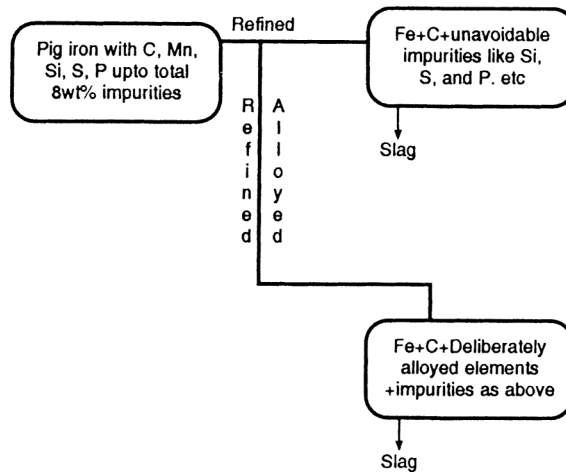 Refined
Pig iron with C, Mn,
Si, S, P upto total
8wt% impurities
Fe+C+unavoidable
impurities like Si,
S, and P. etc
Slag
Refined
Alloyed
Fe+C+Deliberately
alloyed elements
+impurities as above
Slag